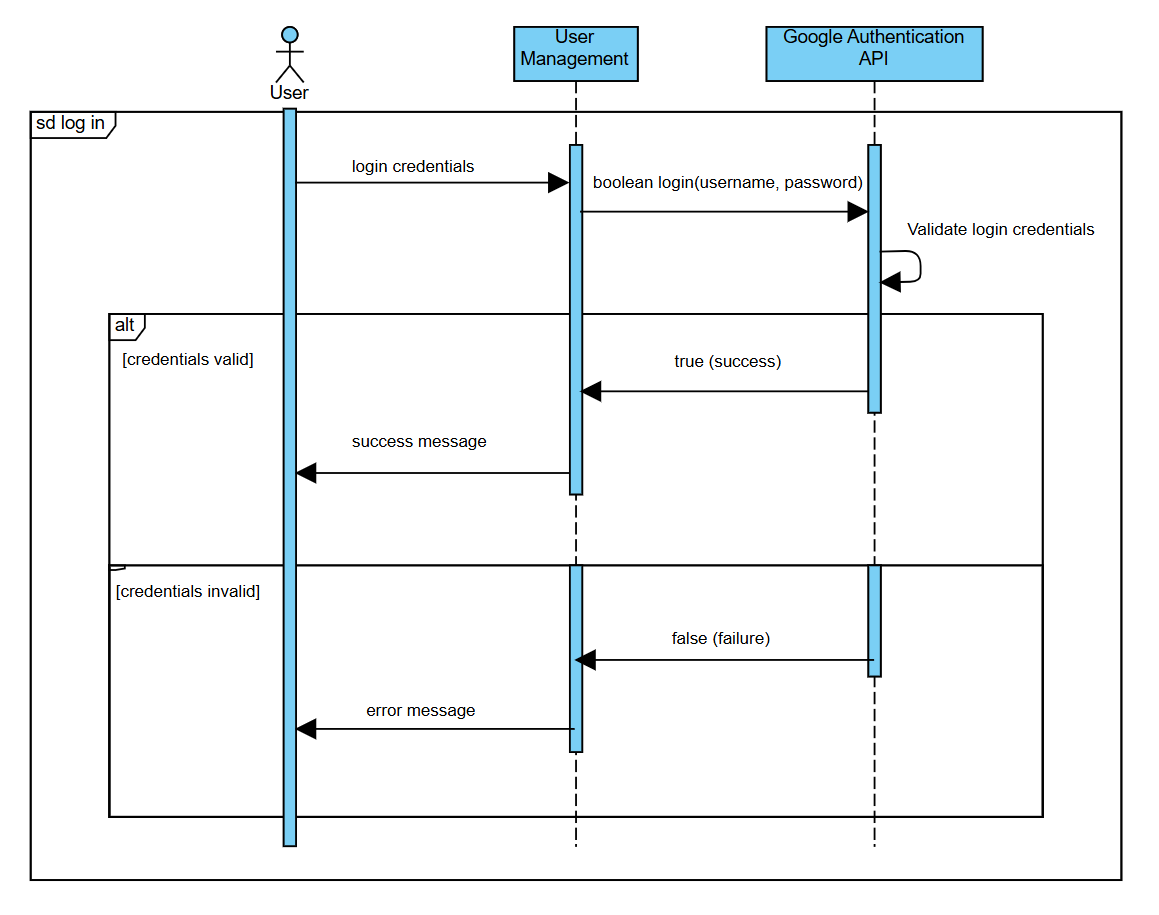 User
User
Management
Google Authentication
API
sd log in
login credentials
boolean login(username, password)
Validate login credentials
alt
[credentials valid]
true (success)
success message
[credentials invalid]
false (failure)
error message